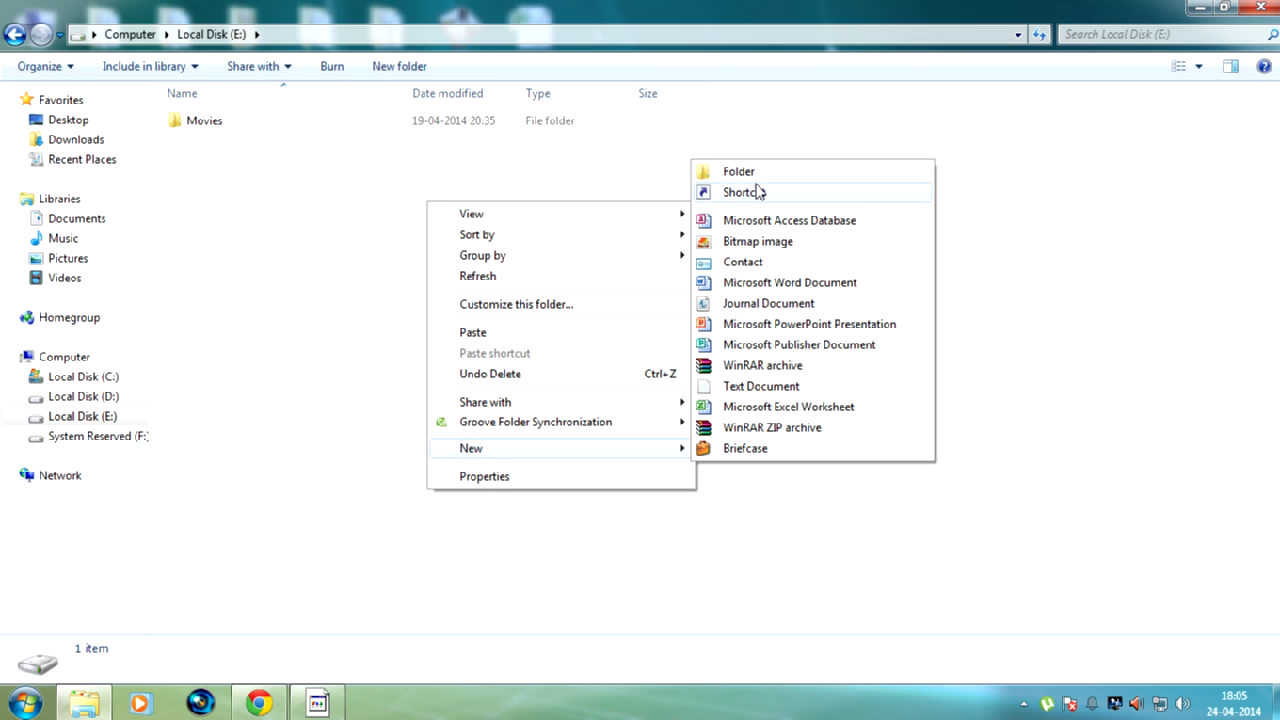 Computer Local Disk (E:)
Search Local Disk (E:)
Organize Include in library Share with Burn New folder
Name Date modified Type Size
Movies 19-04-2014 20:35 File folder
Favorites
Desktop
Downloads
Recent Places
Libraries
Documents
Music
Pictures
Videos
Homegroup
Computer
Local Disk (C:)
Local Disk (D:)
Local Disk (E:)
System Reserved (F:)
Network
View
Sort by
Group by
Refresh
Customize this folder...
Paste
Paste shortcut
Undo Delete Ctrl+Z
Share with
Groove Folder Synchronization
New
Properties
Folder
Shortcut
Microsoft Access Database
Bitmap image
Contact
Microsoft Word Document
Journal Document
Microsoft PowerPoint Presentation
Microsoft Publisher Document
WinRAR archive
Text Document
Microsoft Excel Worksheet
WinRAR ZIP archive
Briefcase
1 item
18:05
24-04-2014